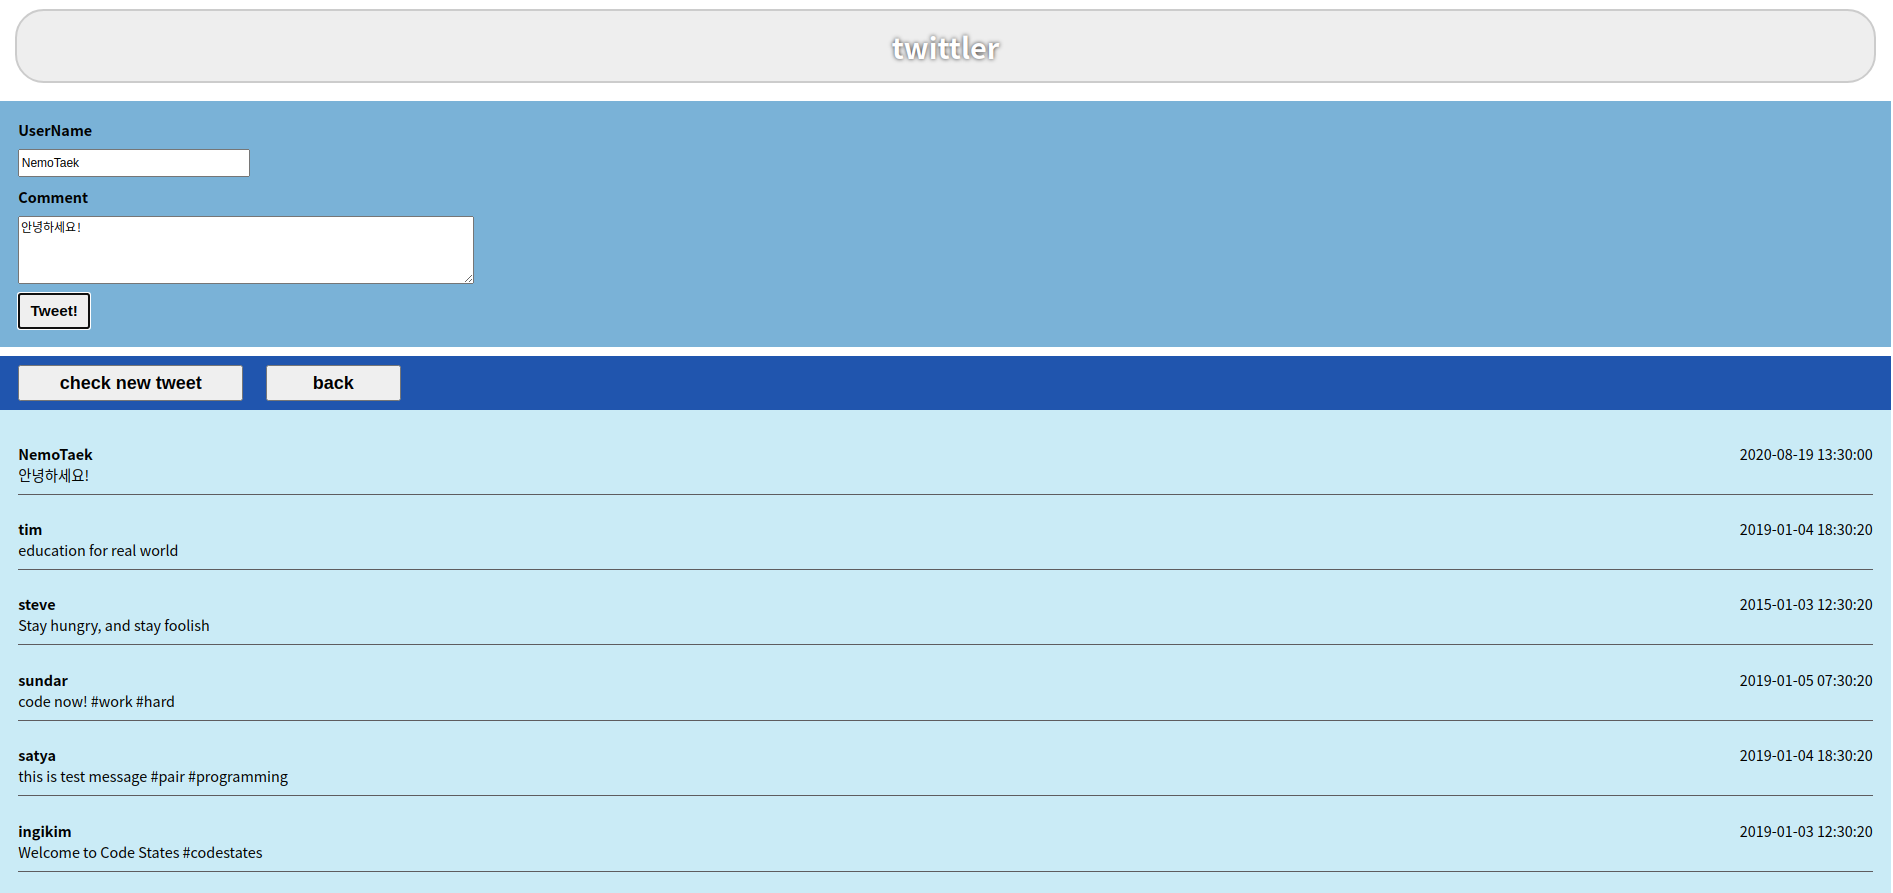 twittler
UserName
NemoTaek
Comment
안녕하세요!
Tweet!
check new tweet back
NemoTaek 2020-08-19 13:30:00
안녕하세요!
tim 2019-01-04 18:30:20
education for real world
steve 2015-01-03 12:30:20
Stay hungry, and stay foolish
sundar 2019-01-05 07:30:20
code now! #work #hard
satya 2019-01-04 18:30:20
this is test message #pair #programming
ingikim 2019-01-03 12:30:20
Welcome to Code States #codestates